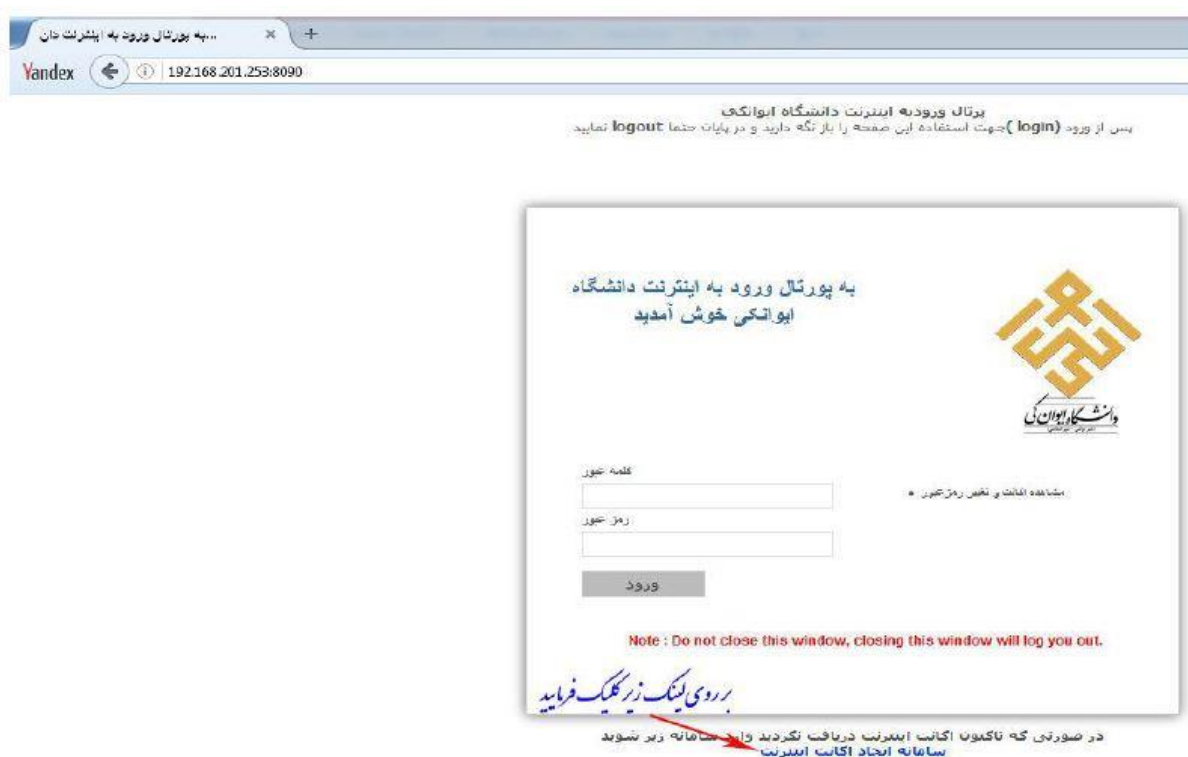 به پورتال ورود به اینترنت دان...
Yandex
192.168.201.253:8090
پرتال ورودبه اینترنت دانشگاه ایوانکی
پس از ورود (login )جهت استفاده این صفحه را باز نگه دارید و در پایان حتما logout نمایید
به پورتال ورود به اینترنت دانشگاه
ایوانکی خوش آمدید
دانشگاه ایوان کی
کلمه عبور
مشاهده اکانت و تغییر رمز عبور
رمز عبور
ورود
Note : Do not close this window, closing this window will log you out.
بر روی لینک زیر کلیک فرمایید
در صورتی که تاکنون اکانت اینترنت دریافت نکردید وارد سامانه زیر شوید
سامانه ایجاد اکانت اینترنت